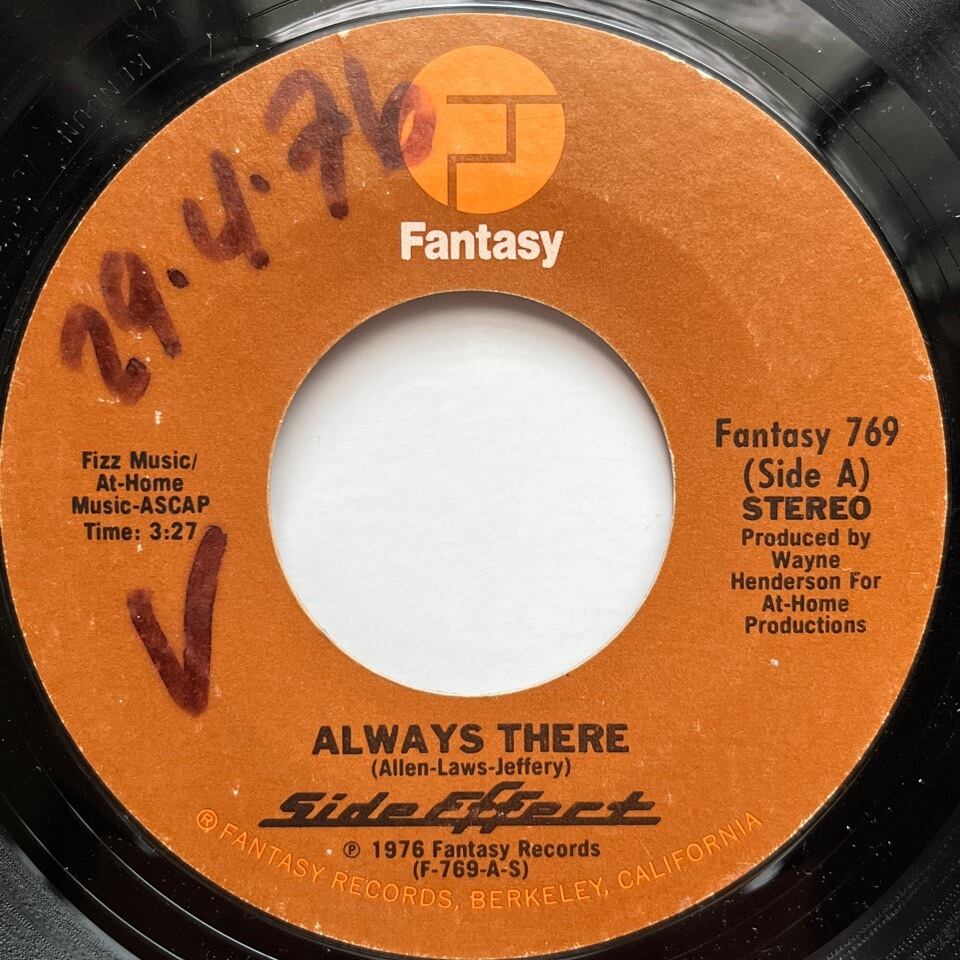 29.4.76
Fantasy
Fizz Music/
At-Home
Music-ASCAP
Time: 3:27
V
Fantasy 769
(Side A)
STEREO
Produced by
Wayne
Henderson For
At-Home
Productions
ALWAYS THERE
(Allen-Laws-Jeffery)
Side Effect
℗ 1976 Fantasy Records
(F-769-A-S)
® FANTASY RECORDS, BERKELEY, CALIFORNIA